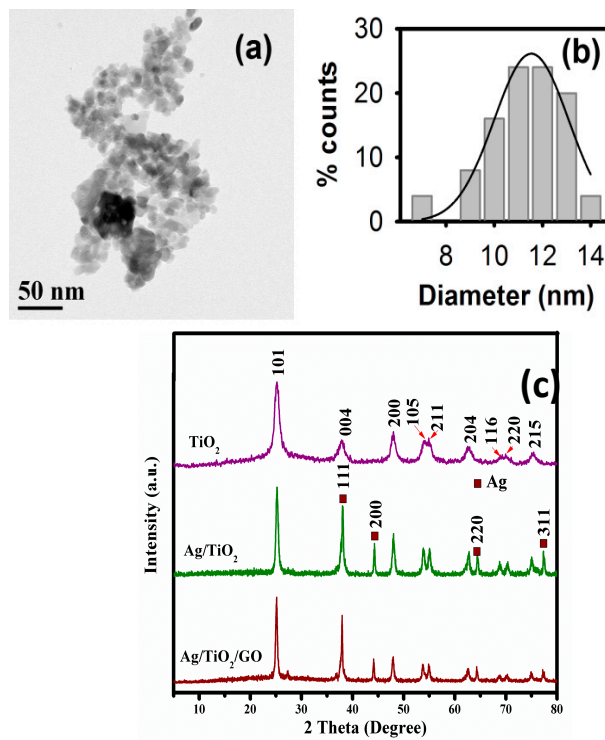 (a)
50 nm
(b)
30
20
10
0
% counts
8 10 12 14
Diameter (nm)
(c)
101
004
200
105
211
204
116
220
215
TiO2
Ag
111
200
220
311
Ag/TiO2
Ag/TiO2/GO
Intensity (a.u.)
10 20 30 40 50 60 70 80
2 Theta (Degree)